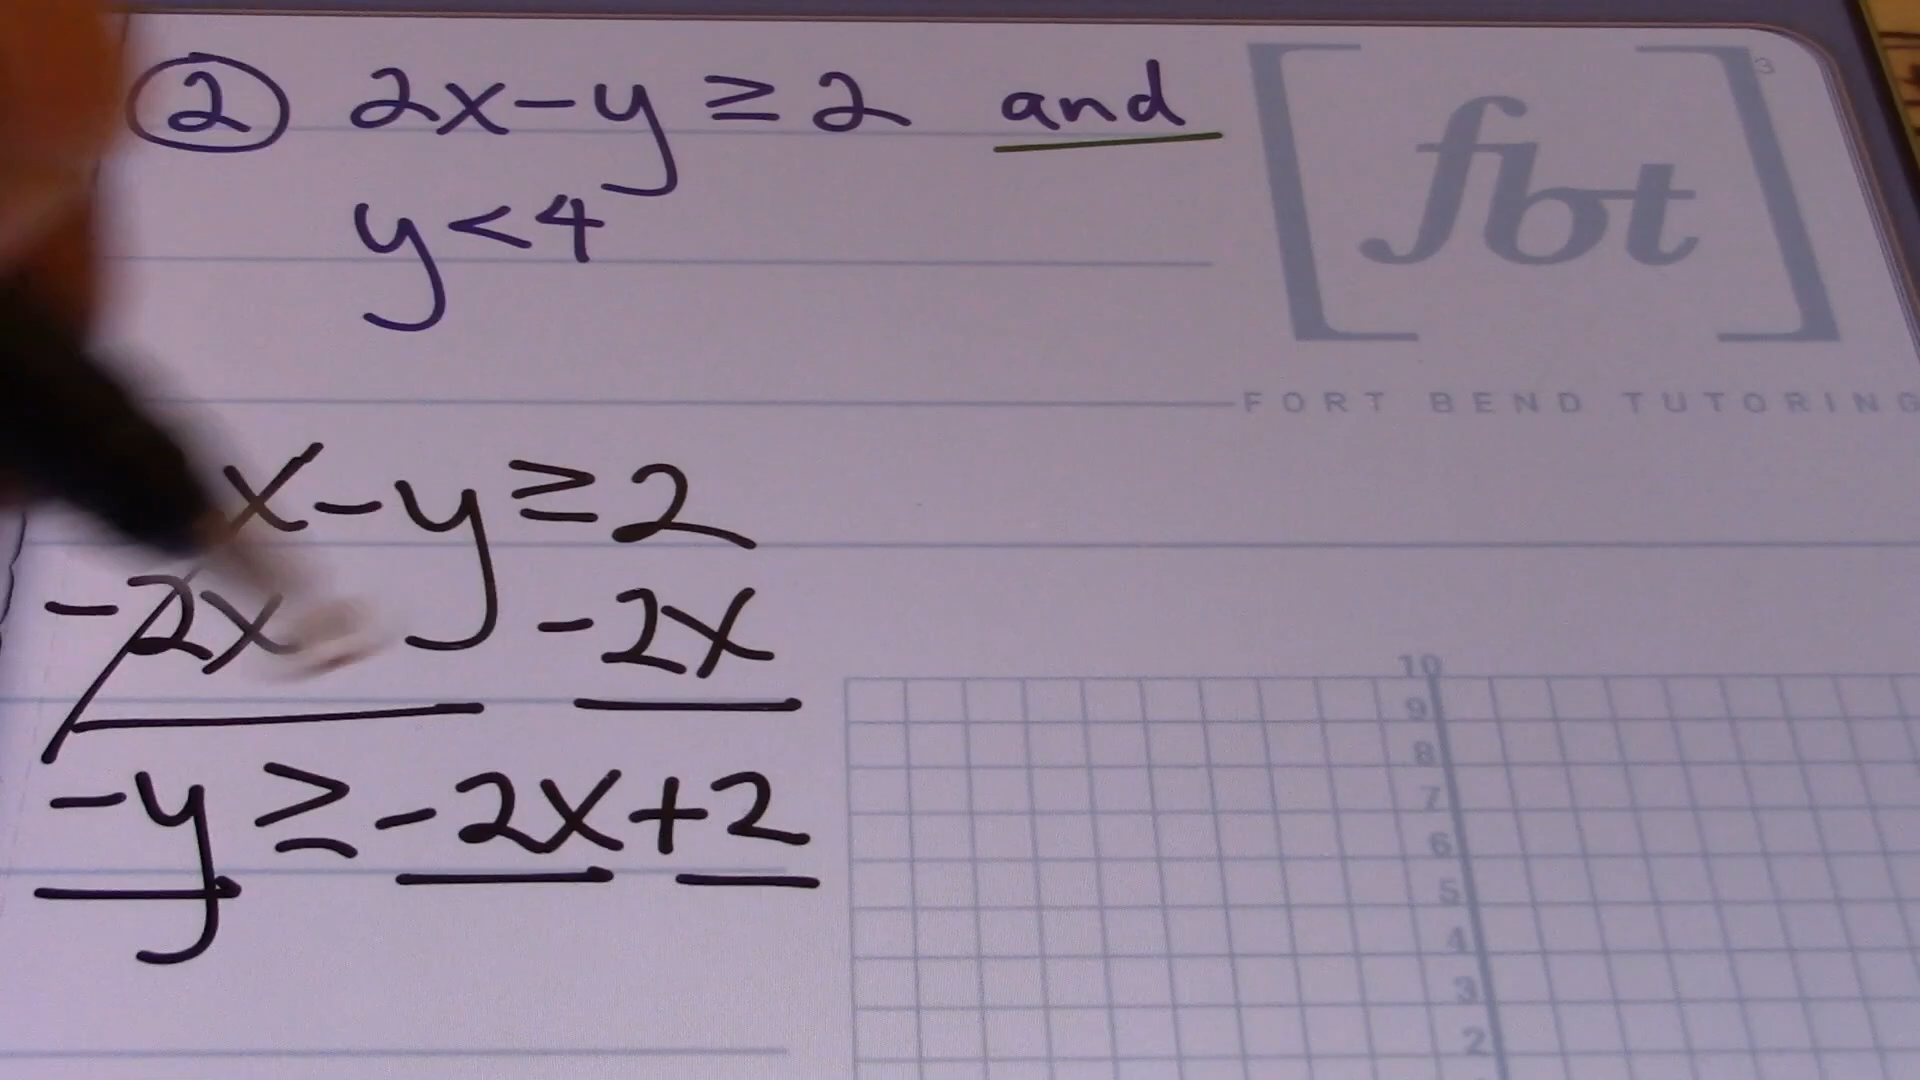 ② 2x-y ≥ 2 and
y < 4
3
fbt
FORT BEND TUTORING
x-y ≥ 2
-2x -2x
-y ≥ -2x+2
10
9
8
7
6
5
4
3
2